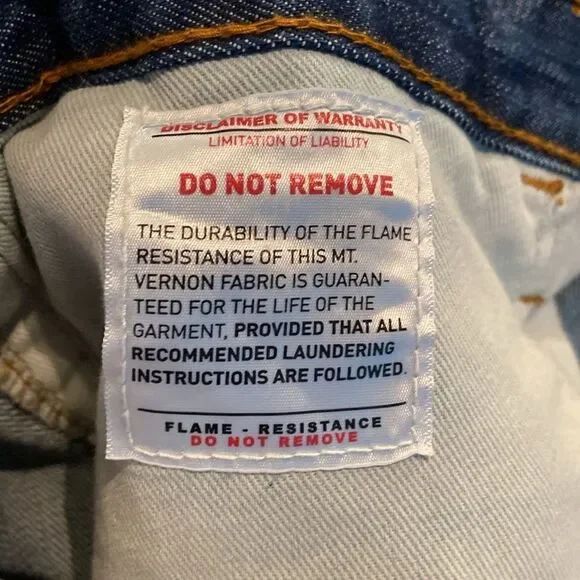 DISCLAIMER OF WARRANTY
LIMITATION OF LIABILITY
DO NOT REMOVE
THE DURABILITY OF THE FLAME
RESISTANCE OF THIS MT.
VERNON FABRIC IS GUARAN-
TEED FOR THE LIFE OF THE
GARMENT, PROVIDED THAT ALL
RECOMMENDED LAUNDERING
INSTRUCTIONS ARE FOLLOWED.
FLAME - RESISTANCE
DO NOT REMOVE